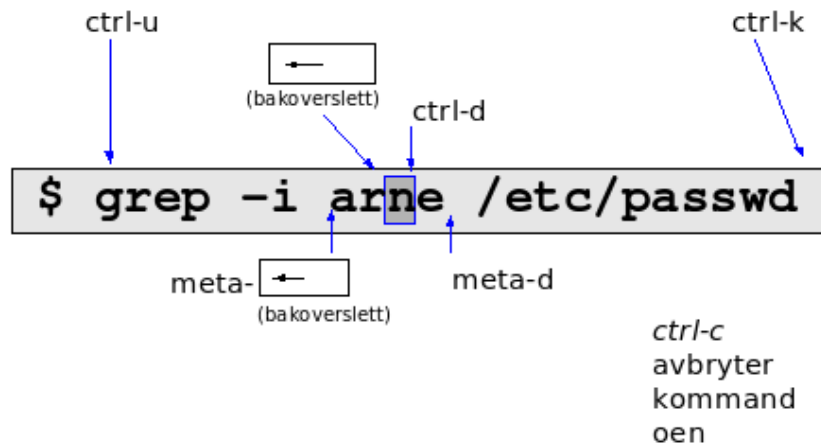 ctrl-u
ctrl-k
(bakoverslett)
ctrl-d
$ grep -i arne /etc/passwd
meta-
(bakoverslett)
meta-d
ctrl-c
avbryter
kommand
oen